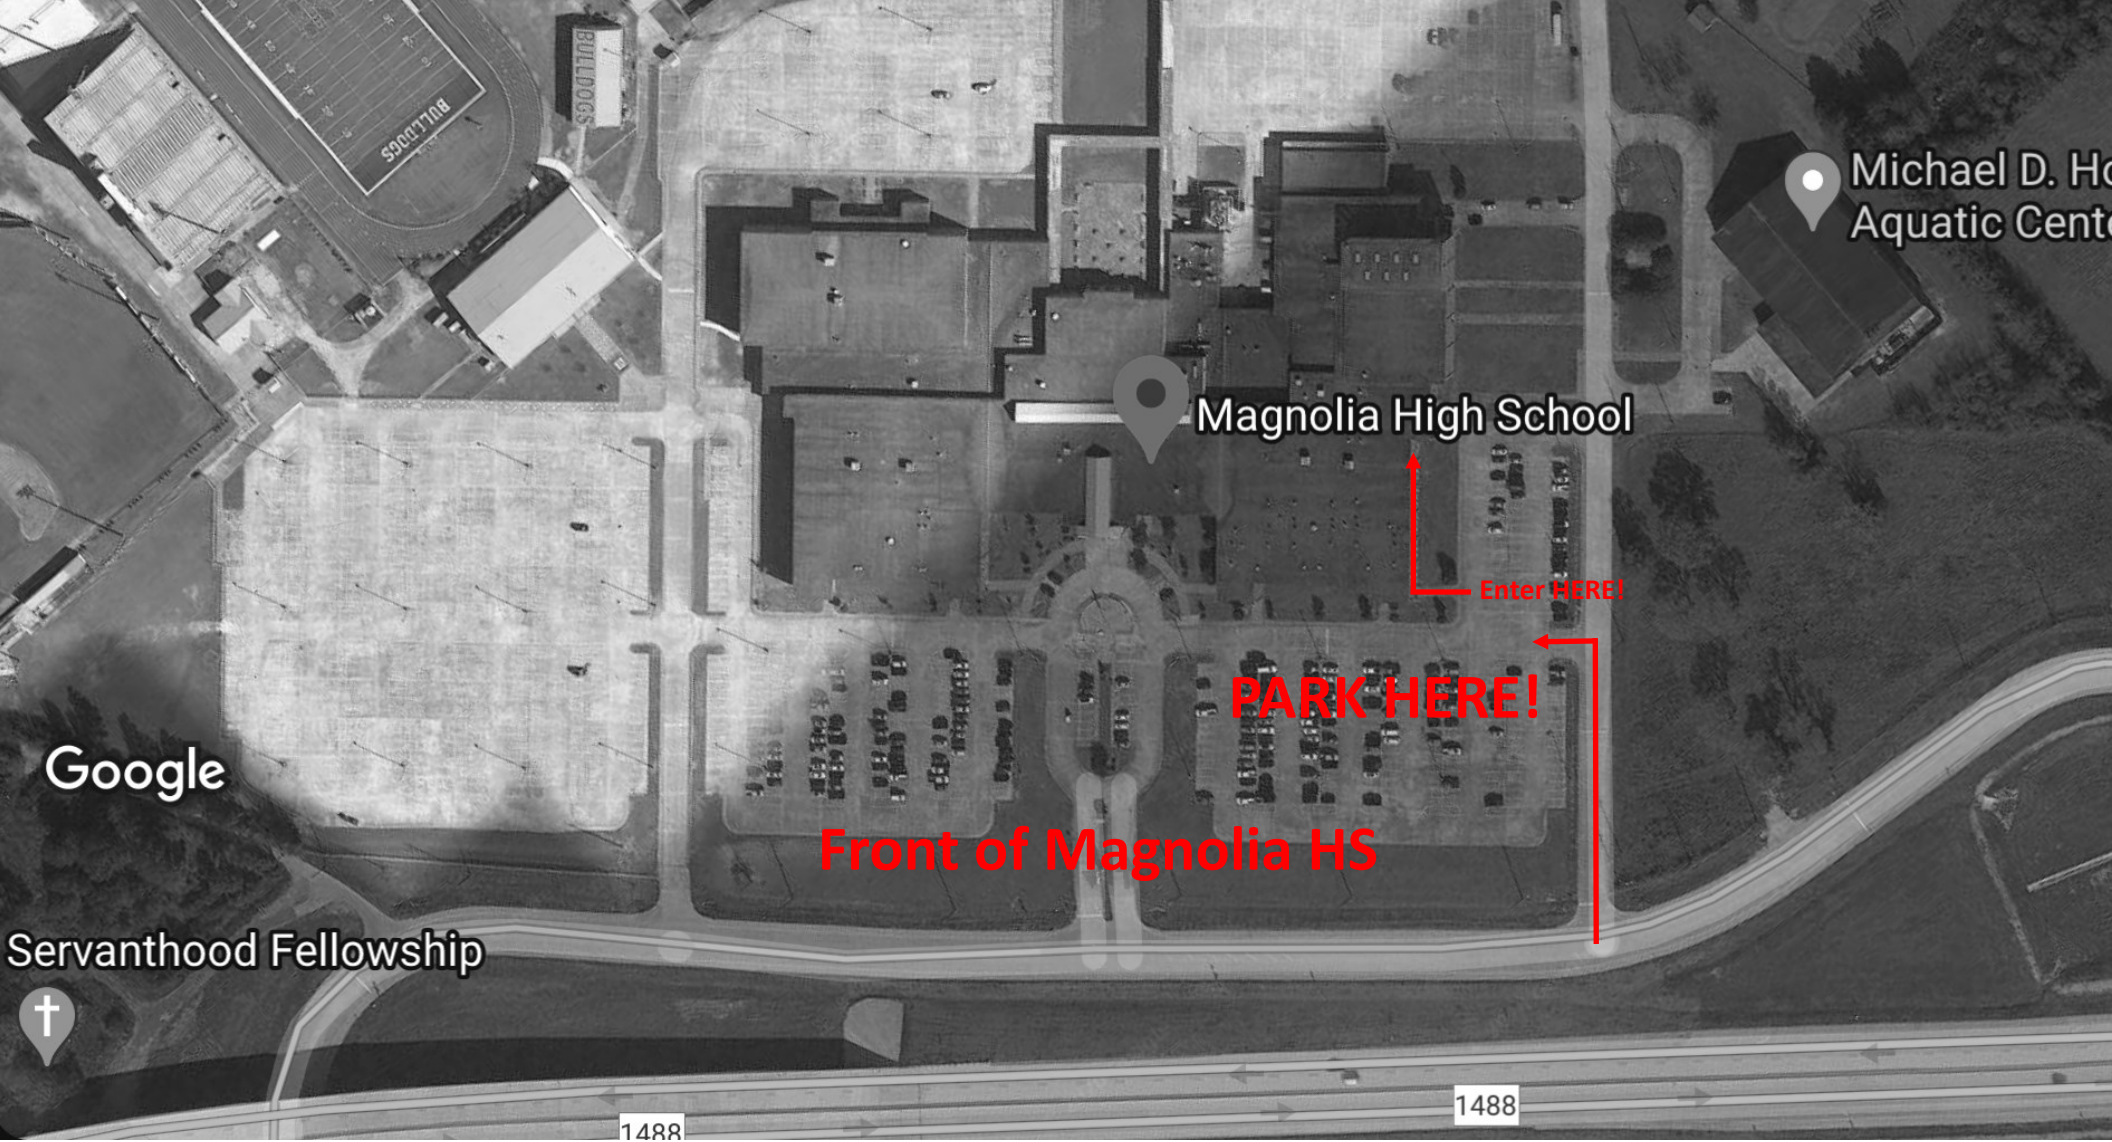 BULLDOGS
BULLDOGS
Michael D. Ho
Aquatic Cente
Magnolia High School
Enter HERE!
PARK HERE!
Google
Front of Magnolia HS
Servanthood Fellowship
1488
1488